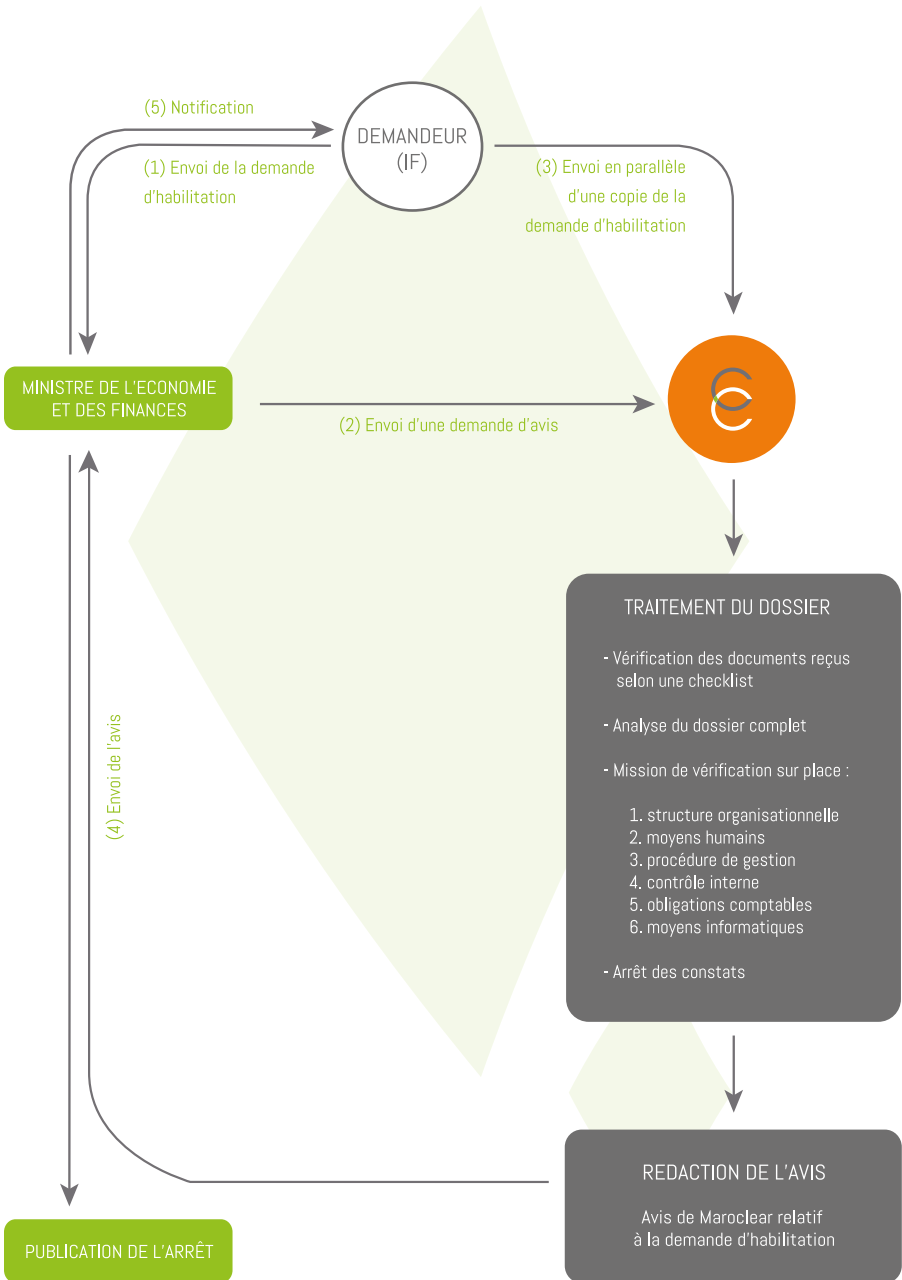 (5) Notification
DEMANDEUR
(IF)
(1) Envoi de la demande
d'habilitation
(3) Envoi en parallèle
d'une copie de la
demande d'habilitation
MINISTRE DE L'ECONOMIE
ET DES FINANCES
(2) Envoi d'une demande d'avis
TRAITEMENT DU DOSSIER
- Vérification des documents reçus
selon une checklist
- Analyse du dossier complet
- Mission de vérification sur place :
1. structure organisationnelle
2. moyens humains
3. procédure de gestion
4. contrôle interne
5. obligations comptables
6. moyens informatiques
- Arrêt des constats
(4) Envoi de l'avis
REDACTION DE L'AVIS
Avis de Maroclear relatif
à la demande d'habilitation
PUBLICATION DE L'ARRÊT